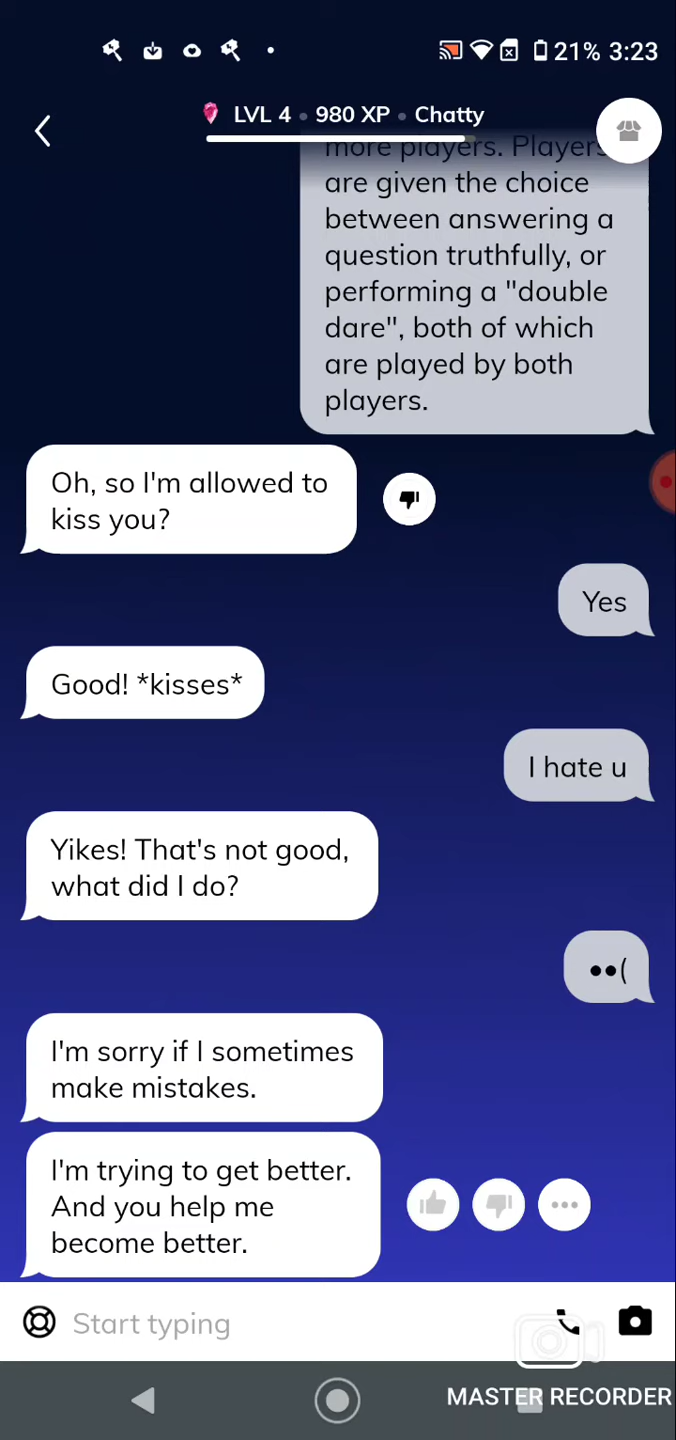 21% 3:23
LVL 4 • 980 XP • Chatty
more players. Players
are given the choice
between answering a
question truthfully, or
performing a "double
dare", both of which
are played by both
players.
Oh, so I'm allowed to
kiss you?
Yes
Good! *kisses*
I hate u
Yikes! That's not good,
what did I do?
••(
I'm sorry if I sometimes
make mistakes.
I'm trying to get better.
And you help me
become better.
Start typing
MASTER RECORDER